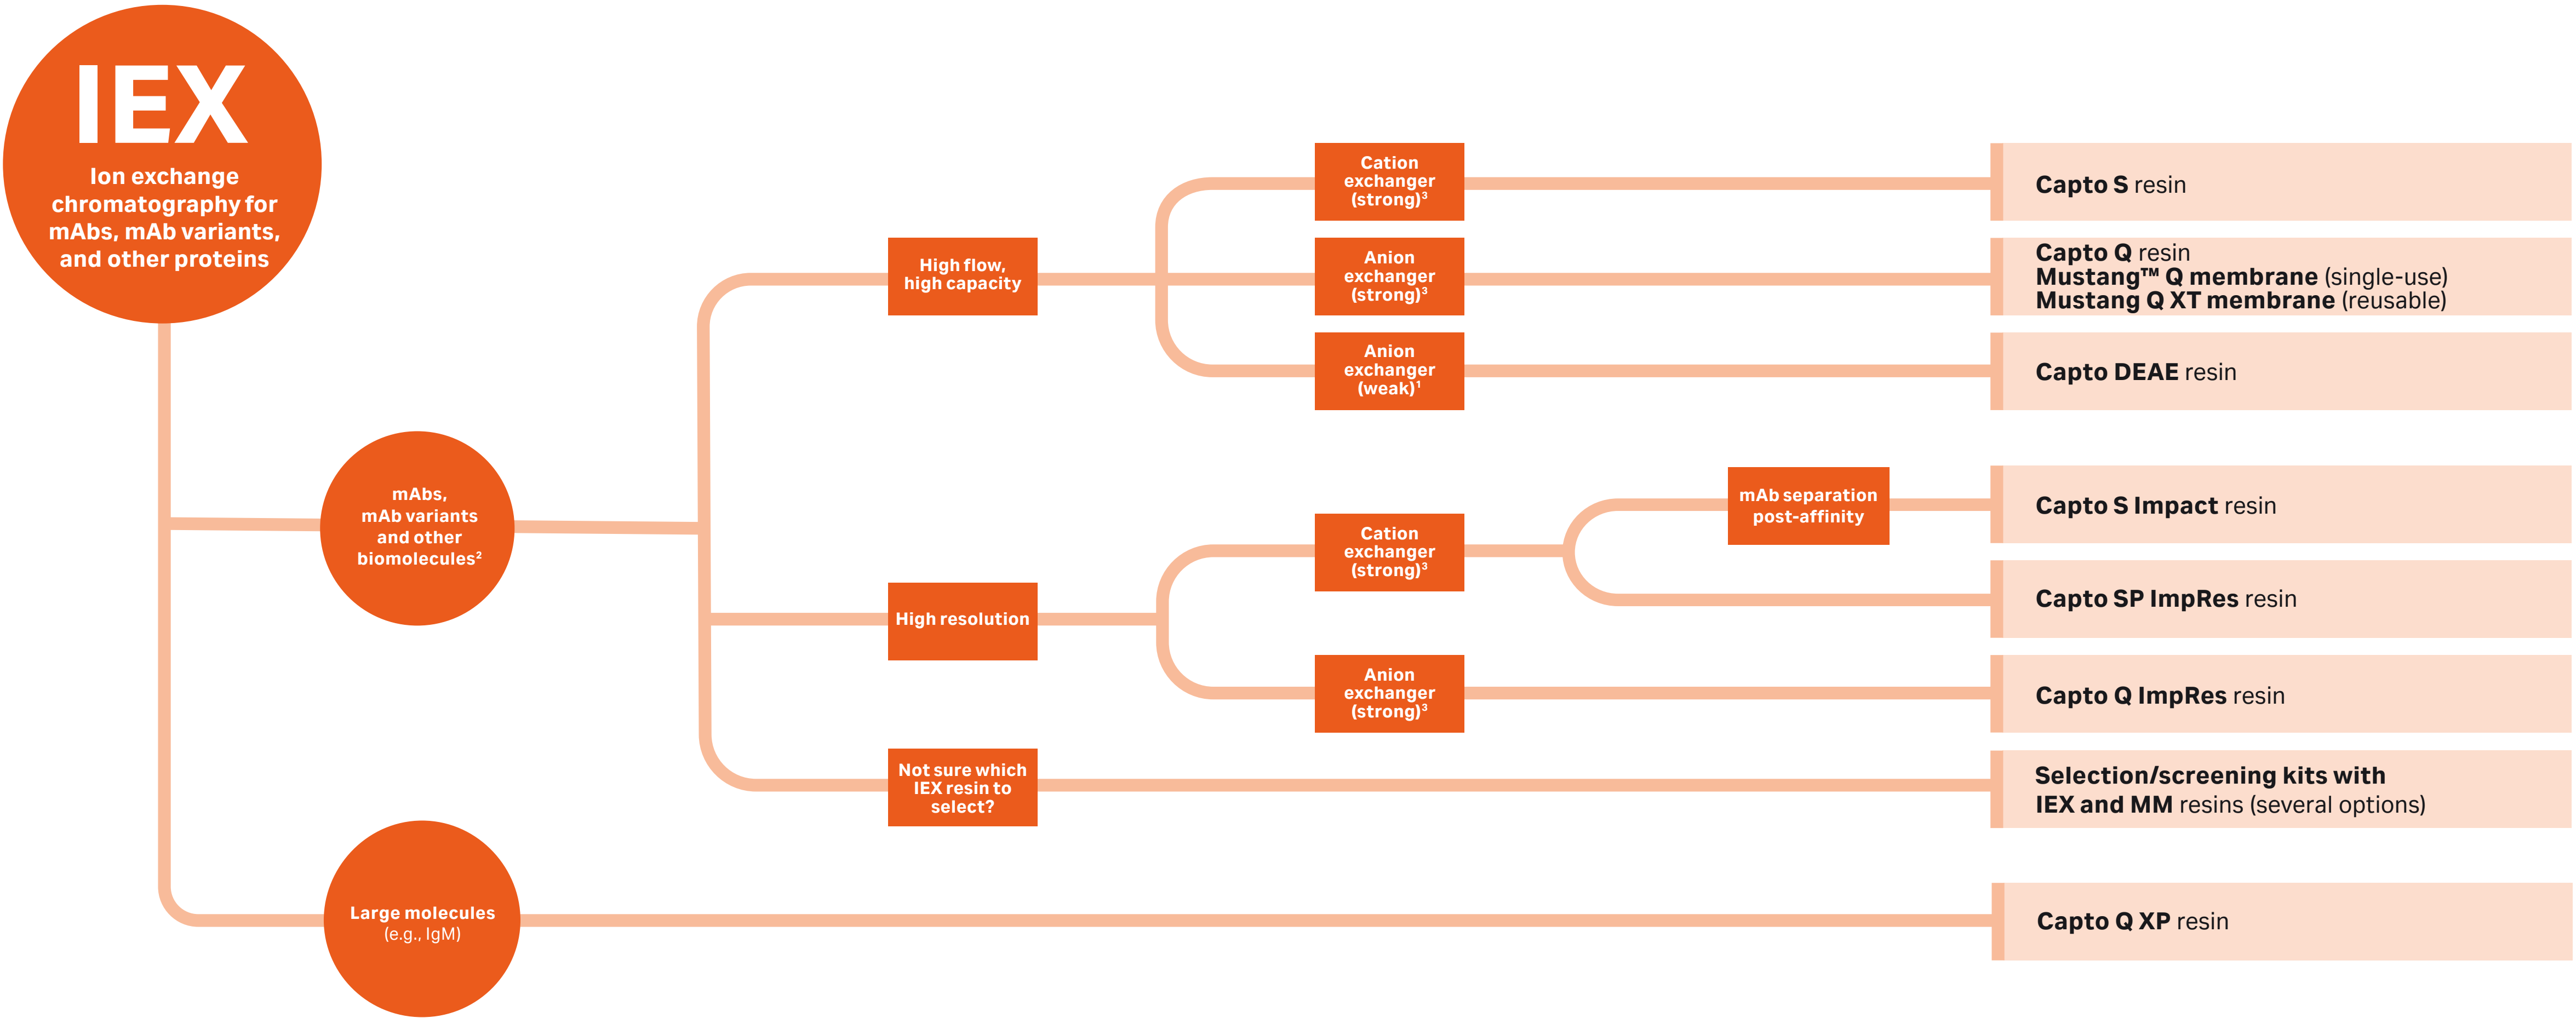 IEX
Ion exchange
chromatography for
mAbs, mAb variants,
and other proteins
mAbs,
mAb variants
and other
biomolecules²
High flow,
high capacity
Cation
exchanger
(strong)³
Capto S resin
Anion
exchanger
(strong)³
Capto Q resin
Mustang™ Q membrane (single-use)
Mustang Q XT membrane (reusable)
Anion
exchanger
(weak)¹
Capto DEAE resin
High resolution
Cation
exchanger
(strong)³
mAb separation
post-affinity
Capto S Impact resin
Capto SP ImpRes resin
Anion
exchanger
(strong)³
Capto Q ImpRes resin
Not sure which
IEX resin to
select?
Selection/screening kits with
IEX and MM resins (several options)
Large molecules
(e.g., IgM)
Capto Q XP resin